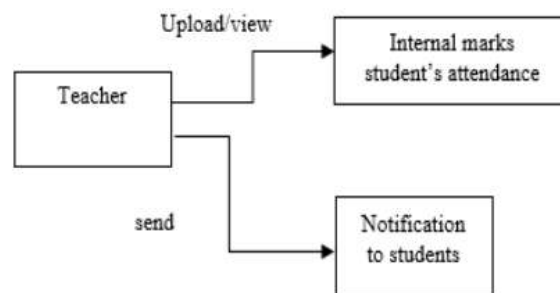 Upload/view
Internal marks
student's attendance
Teacher
send
Notification
to students